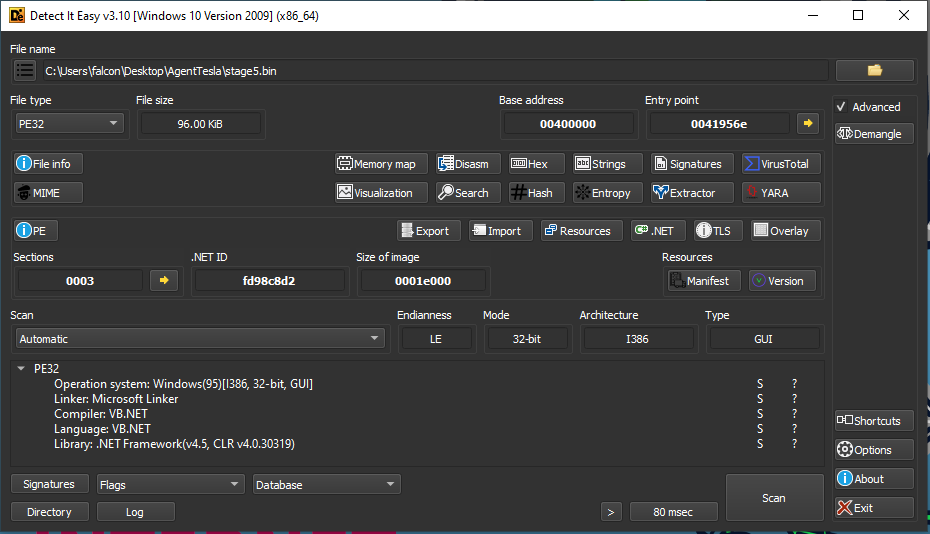 Detect It Easy v3.10 [Windows 10 Version 2009] (x86_64)
File name
C:\Users\falcon\Desktop\AgentTesla\stage5.bin
File type File size Base address Entry point
PE32 96.00 KiB 00400000 0041956e
Advanced
Demangle
File info Memory map Disasm Hex Strings Signatures VirusTotal
MIME Visualization Search Hash Entropy Extractor YARA
PE Export Import Resources .NET TLS Overlay
Sections .NET ID Size of image Resources
0003 fd98c8d2 0001e000 Manifest Version
Scan Endianness Mode Architecture Type
Automatic LE 32-bit I386 GUI
PE32
Operation system: Windows(95)[I386, 32-bit, GUI] S ?
Linker: Microsoft Linker S ?
Compiler: VB.NET S ?
Language: VB.NET S ?
Library: .NET Framework(v4.5, CLR v4.0.30319) S ?
Shortcuts
Options
About
Exit
Signatures Flags Database Scan
Directory Log > 80 msec